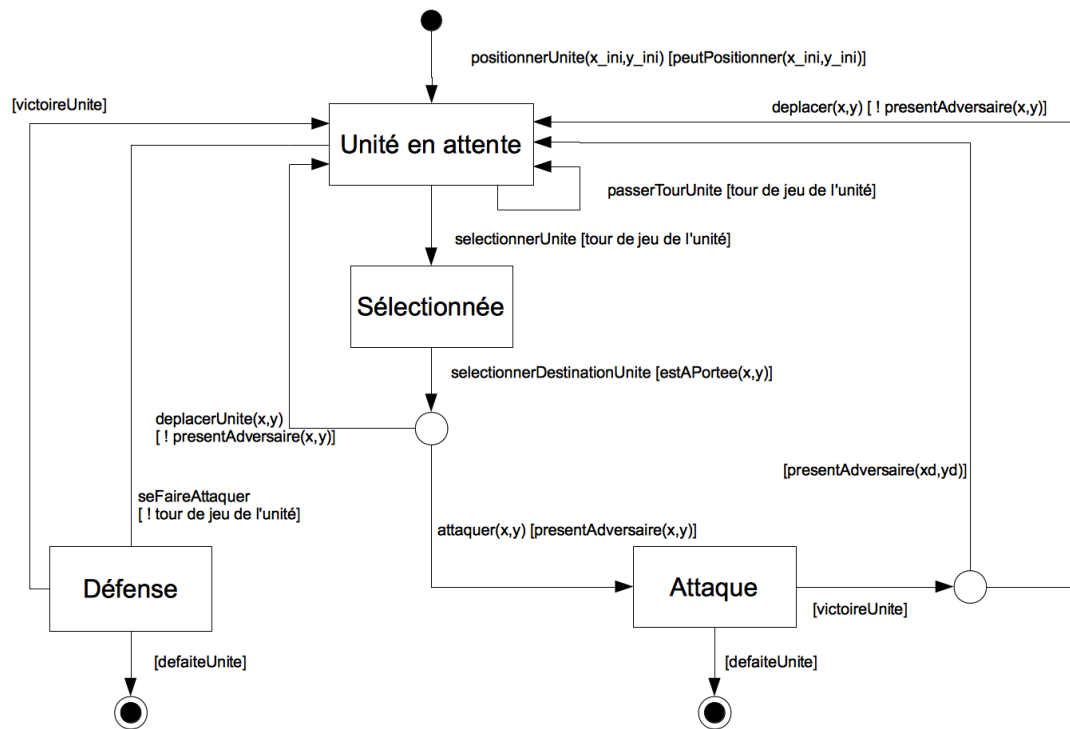 positionnerUnite(x_ini,y_ini) [peutPositionner(x_ini,y_ini)]
[victoireUnite]
deplacer(x,y) [ ! presentAdversaire(x,y)]
Unité en attente
passerTourUnite [tour de jeu de l'unité]
selectionnerUnite [tour de jeu de l'unité]
Sélectionnée
selectionnerDestinationUnite [estAPortee(x,y)]
deplacerUnite(x,y)
[ ! presentAdversaire(x,y)]
[presentAdversaire(xd,yd)]
seFaireAttaquer
[ ! tour de jeu de l'unité]
attaquer(x,y) [presentAdversaire(x,y)]
Défense
Attaque
[victoireUnite]
[defaiteUnite]
[defaiteUnite]